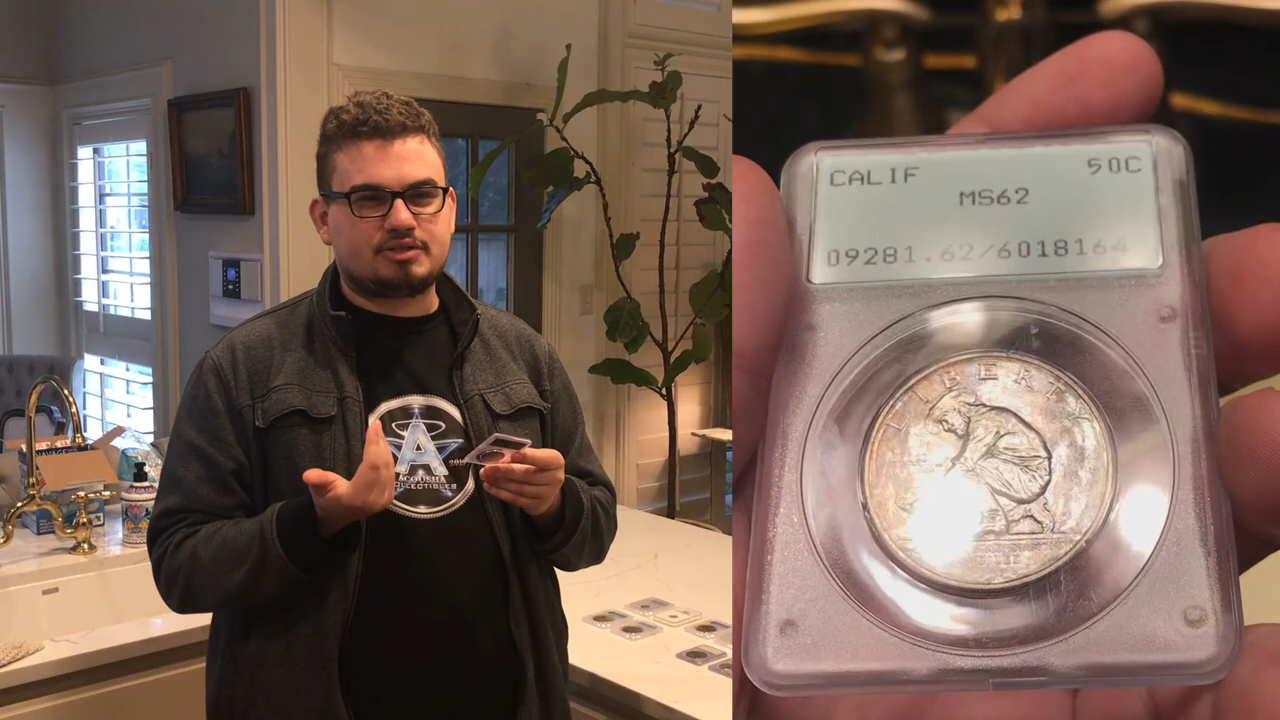 A
ACOUSHA
COLLECTIBLES
CALIF 50C
MS62
09281.62/6018164
LIBERTY